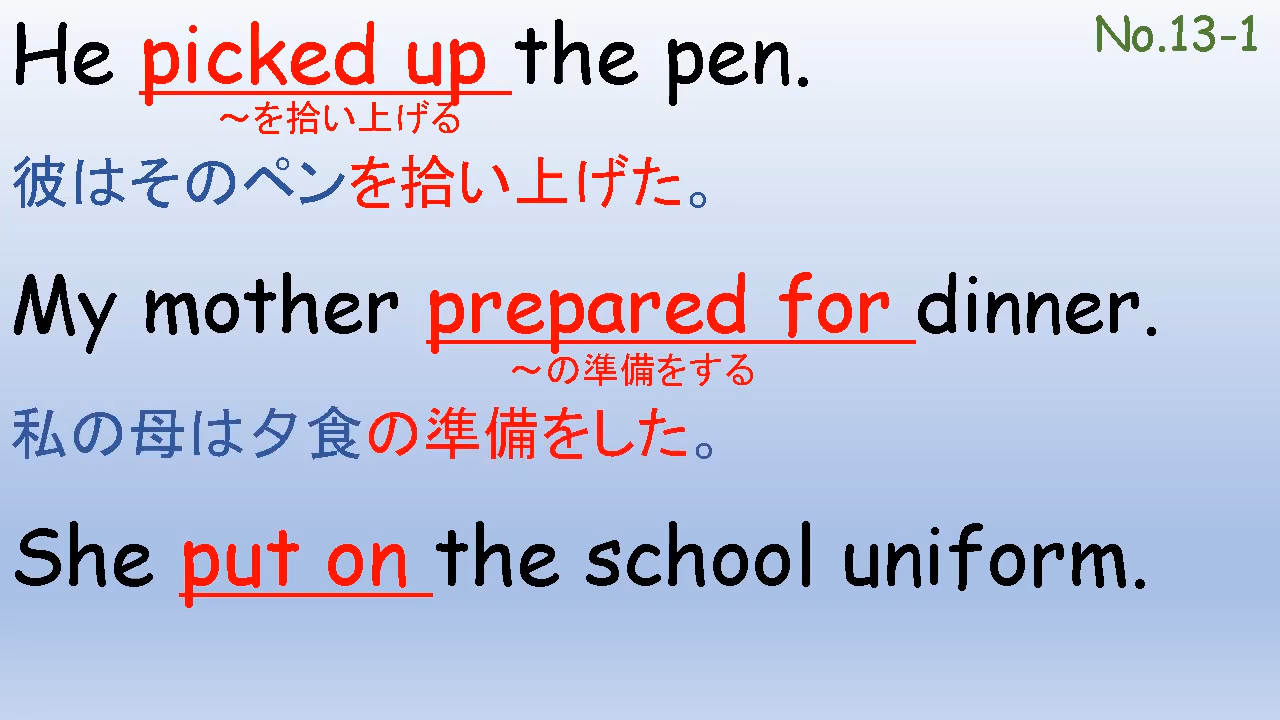 He picked up the pen.
No.13-1
～を拾い上げる
彼はそのペンを拾い上げた。
My mother prepared for dinner.
～の準備をする
私の母は夕食の準備をした。
She put on the school uniform.